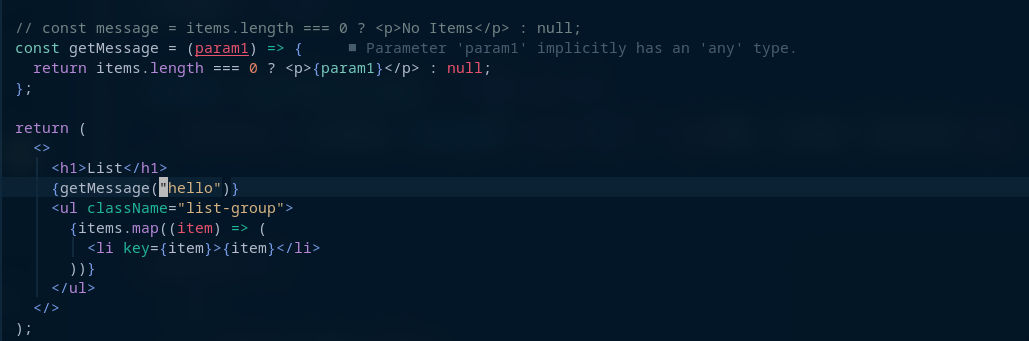 // const message = items.length === 0 ? <p>No Items</p> : null;
const getMessage = (param1) => {     ■ Parameter 'param1' implicitly has an 'any' type.
  return items.length === 0 ? <p>{param1}</p> : null;
};

return (
  <>
    <h1>List</h1>
    {getMessage("hello")}
    <ul className="list-group">
      {items.map((item) => (
        <li key={item}>{item}</li>
      ))}
    </ul>
  </>
);